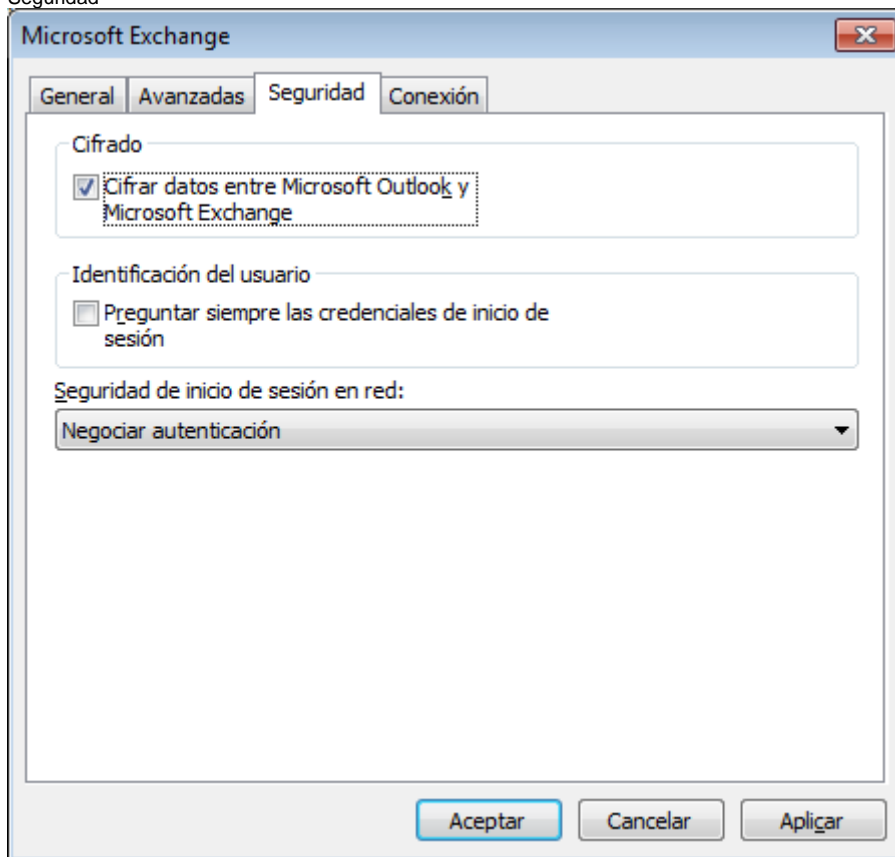 Seguridad
Microsoft Exchange
General Avanzadas Seguridad Conexión
Cifrado
Cifrar datos entre Microsoft Outlook y
Microsoft Exchange
Identificación del usuario
Preguntar siempre las credenciales de inicio de
sesión
Seguridad de inicio de sesión en red:
Negociar autenticación
Aceptar Cancelar Aplicar